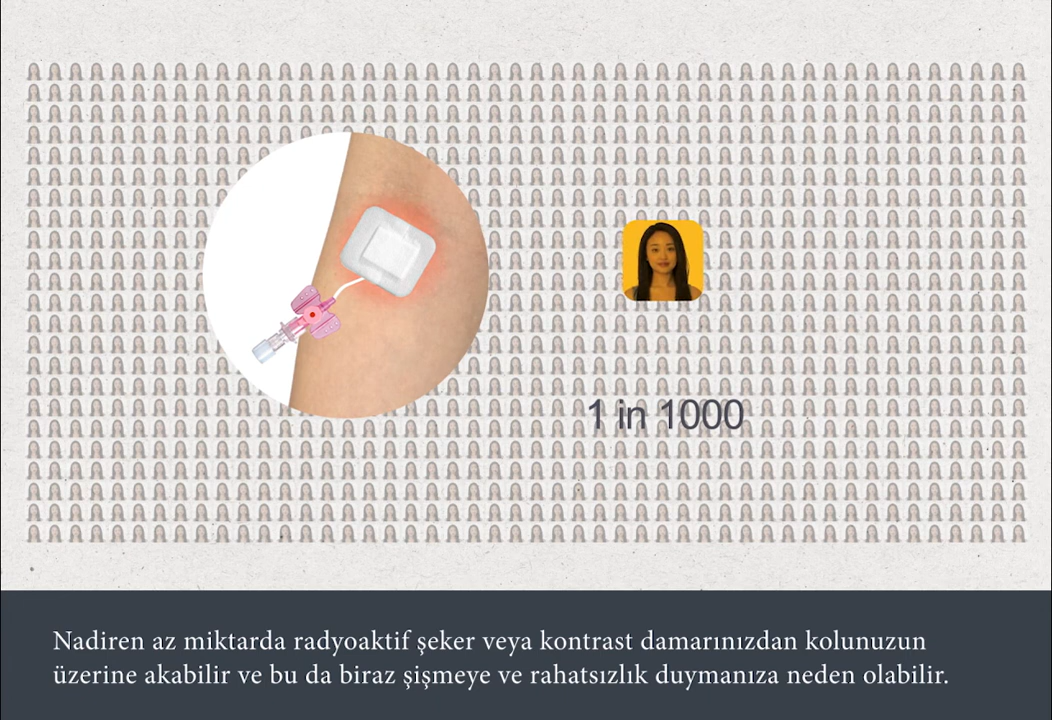 1 in 1000
Nadiren az miktarda radyoaktif şeker veya kontrast damarınızdan kolunuzun
üzerine akabilir ve bu da biraz şişmeye ve rahatsızlık duymanıza neden olabilir.